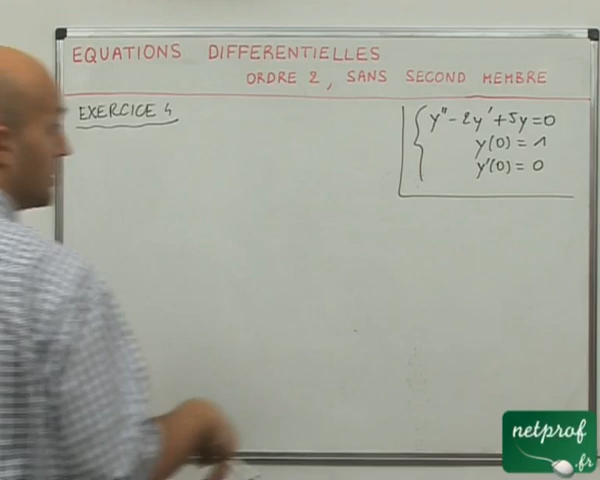 EQUATIONS DIFFERENTIELLES
ORDRE 2, SANS SECOND MEMBRE
EXERCICE 4
y'' - 2y' + 5y = 0
y(0) = 1
y'(0) = 0
netprof
.fr